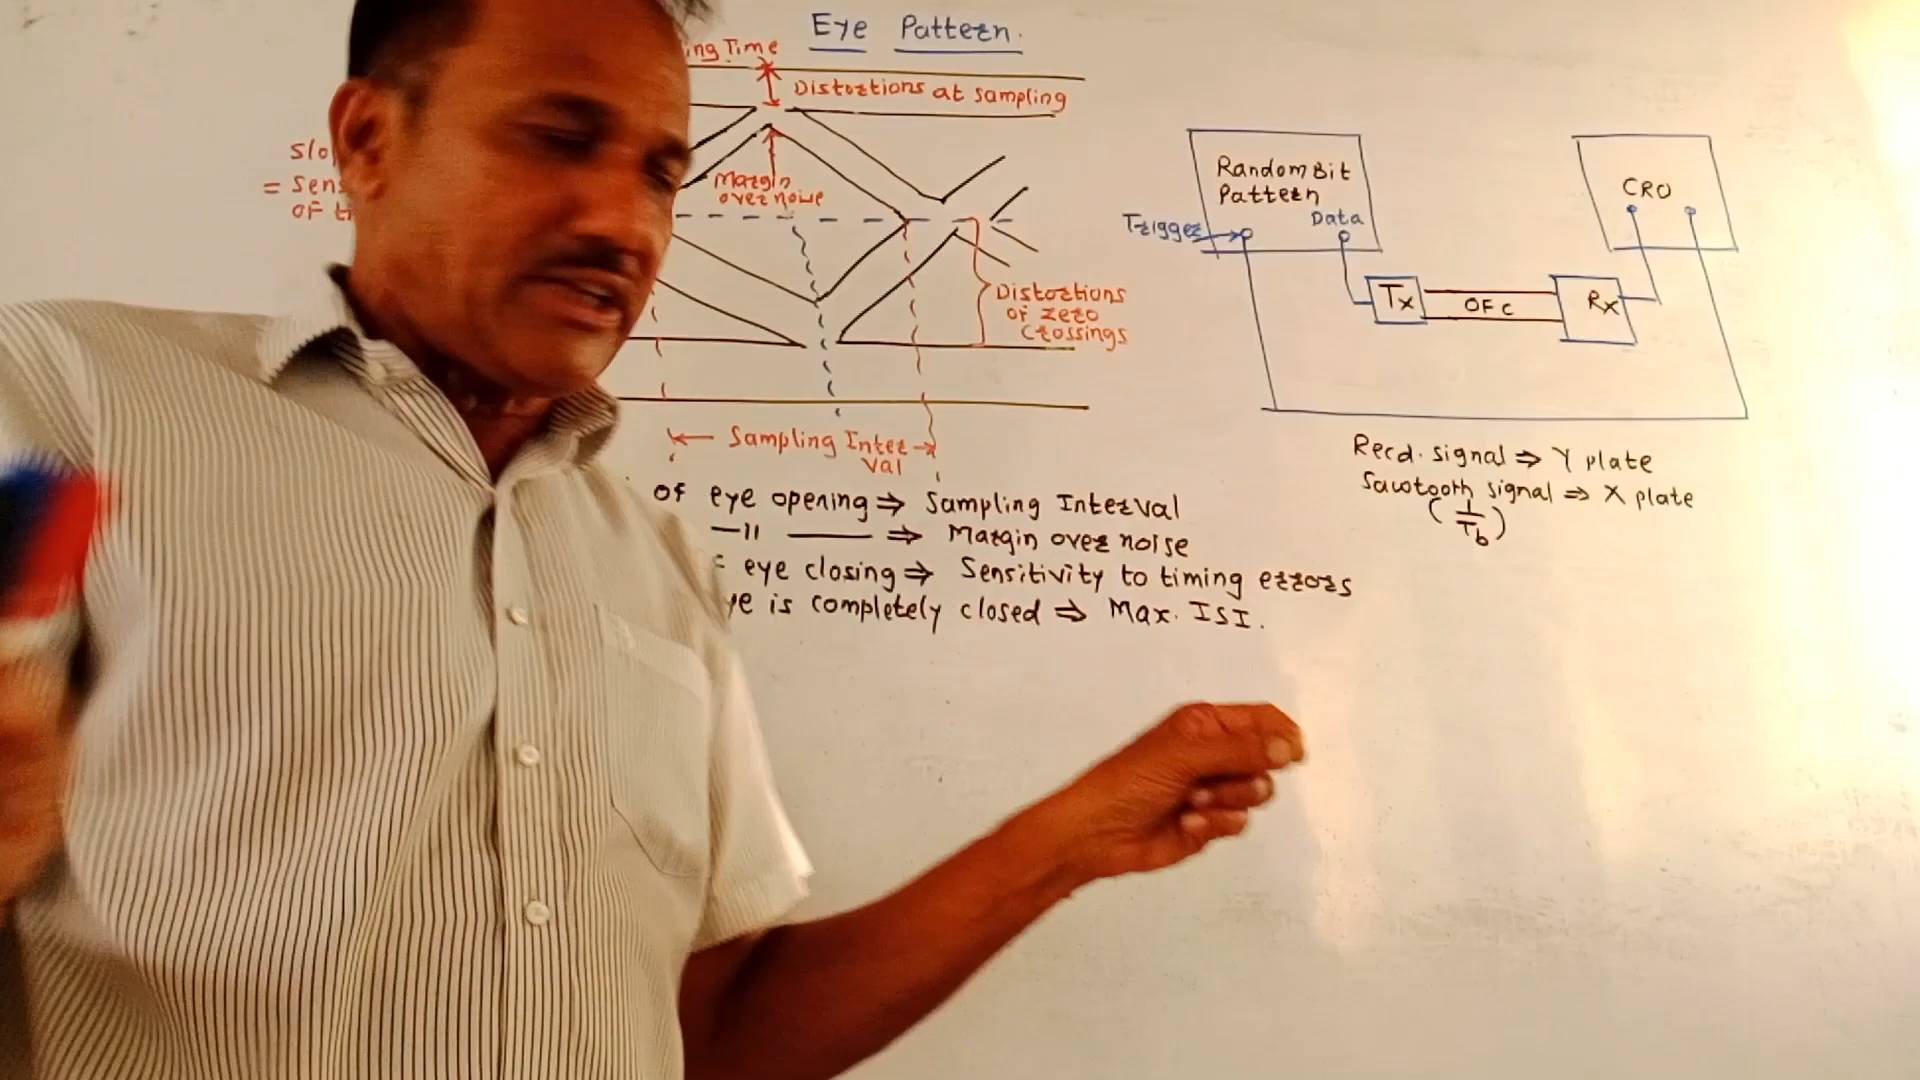 Eye Pattern.
ing Time
Distortions at sampling
Slo
= Sens
of ti
Margin
over noise
Distortions
of zero
Crossings
Sampling Inter
val
of eye opening ⇒ Sampling Interval
—11 —— ⇒ Margin over noise
eye closing ⇒ Sensitivity to timing errors
ye is completely closed ⇒ Max. ISI.
Random Bit
Pattern
Trigger
Data
CRO
Tx
OFC
Rx
Recd. signal ⇒ Y plate
Sawtooth signal ⇒ X plate
(1/Tb)